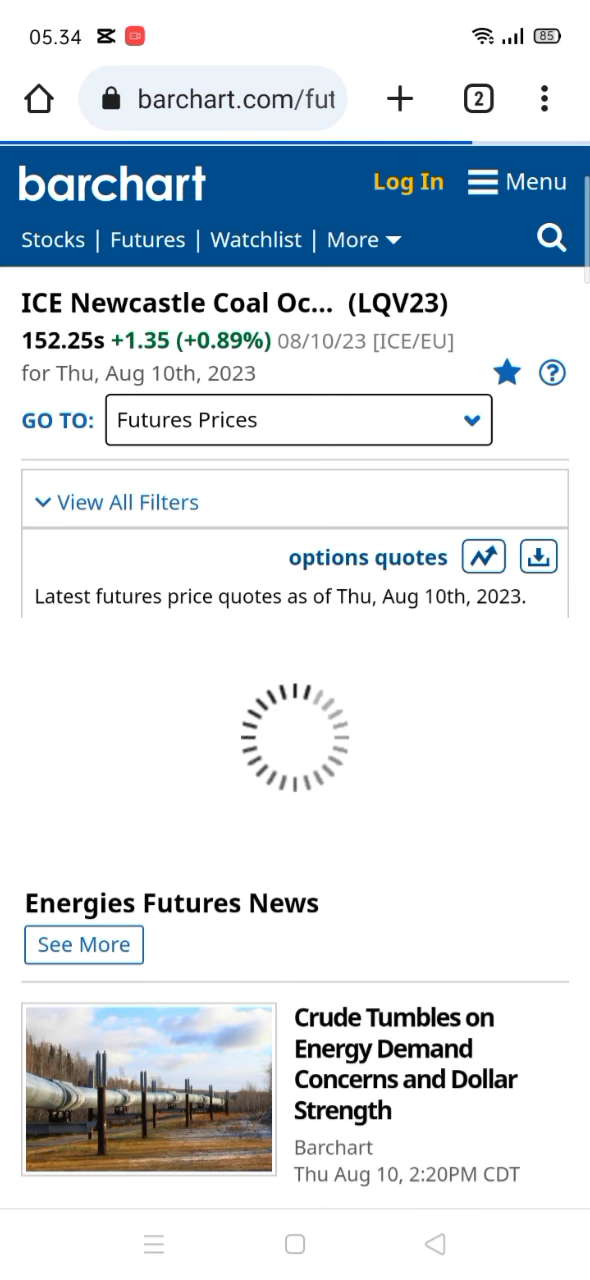 05.34
85
barchart.com/fut
2
barchart
Log In
Menu
Stocks | Futures | Watchlist | More
ICE Newcastle Coal Oc... (LQV23)
152.25s +1.35 (+0.89%) 08/10/23 [ICE/EU]
for Thu, Aug 10th, 2023
GO TO: Futures Prices
View All Filters
options quotes
Latest futures price quotes as of Thu, Aug 10th, 2023.
Energies Futures News
See More
Crude Tumbles on
Energy Demand
Concerns and Dollar
Strength
Barchart
Thu Aug 10, 2:20PM CDT